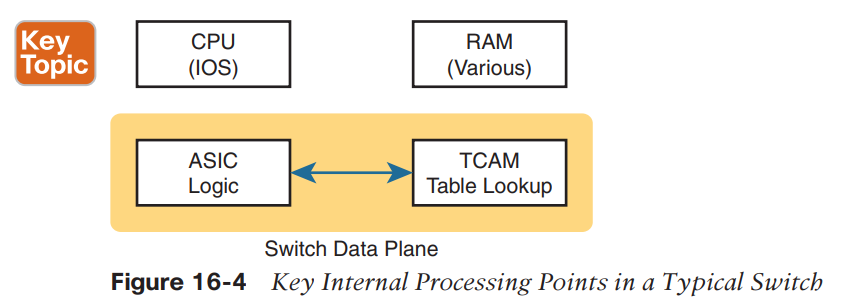 Key
Topic
CPU
(IOS)
RAM
(Various)
ASIC
Logic
TCAM
Table Lookup
Switch Data Plane
Figure 16-4 Key Internal Processing Points in a Typical Switch